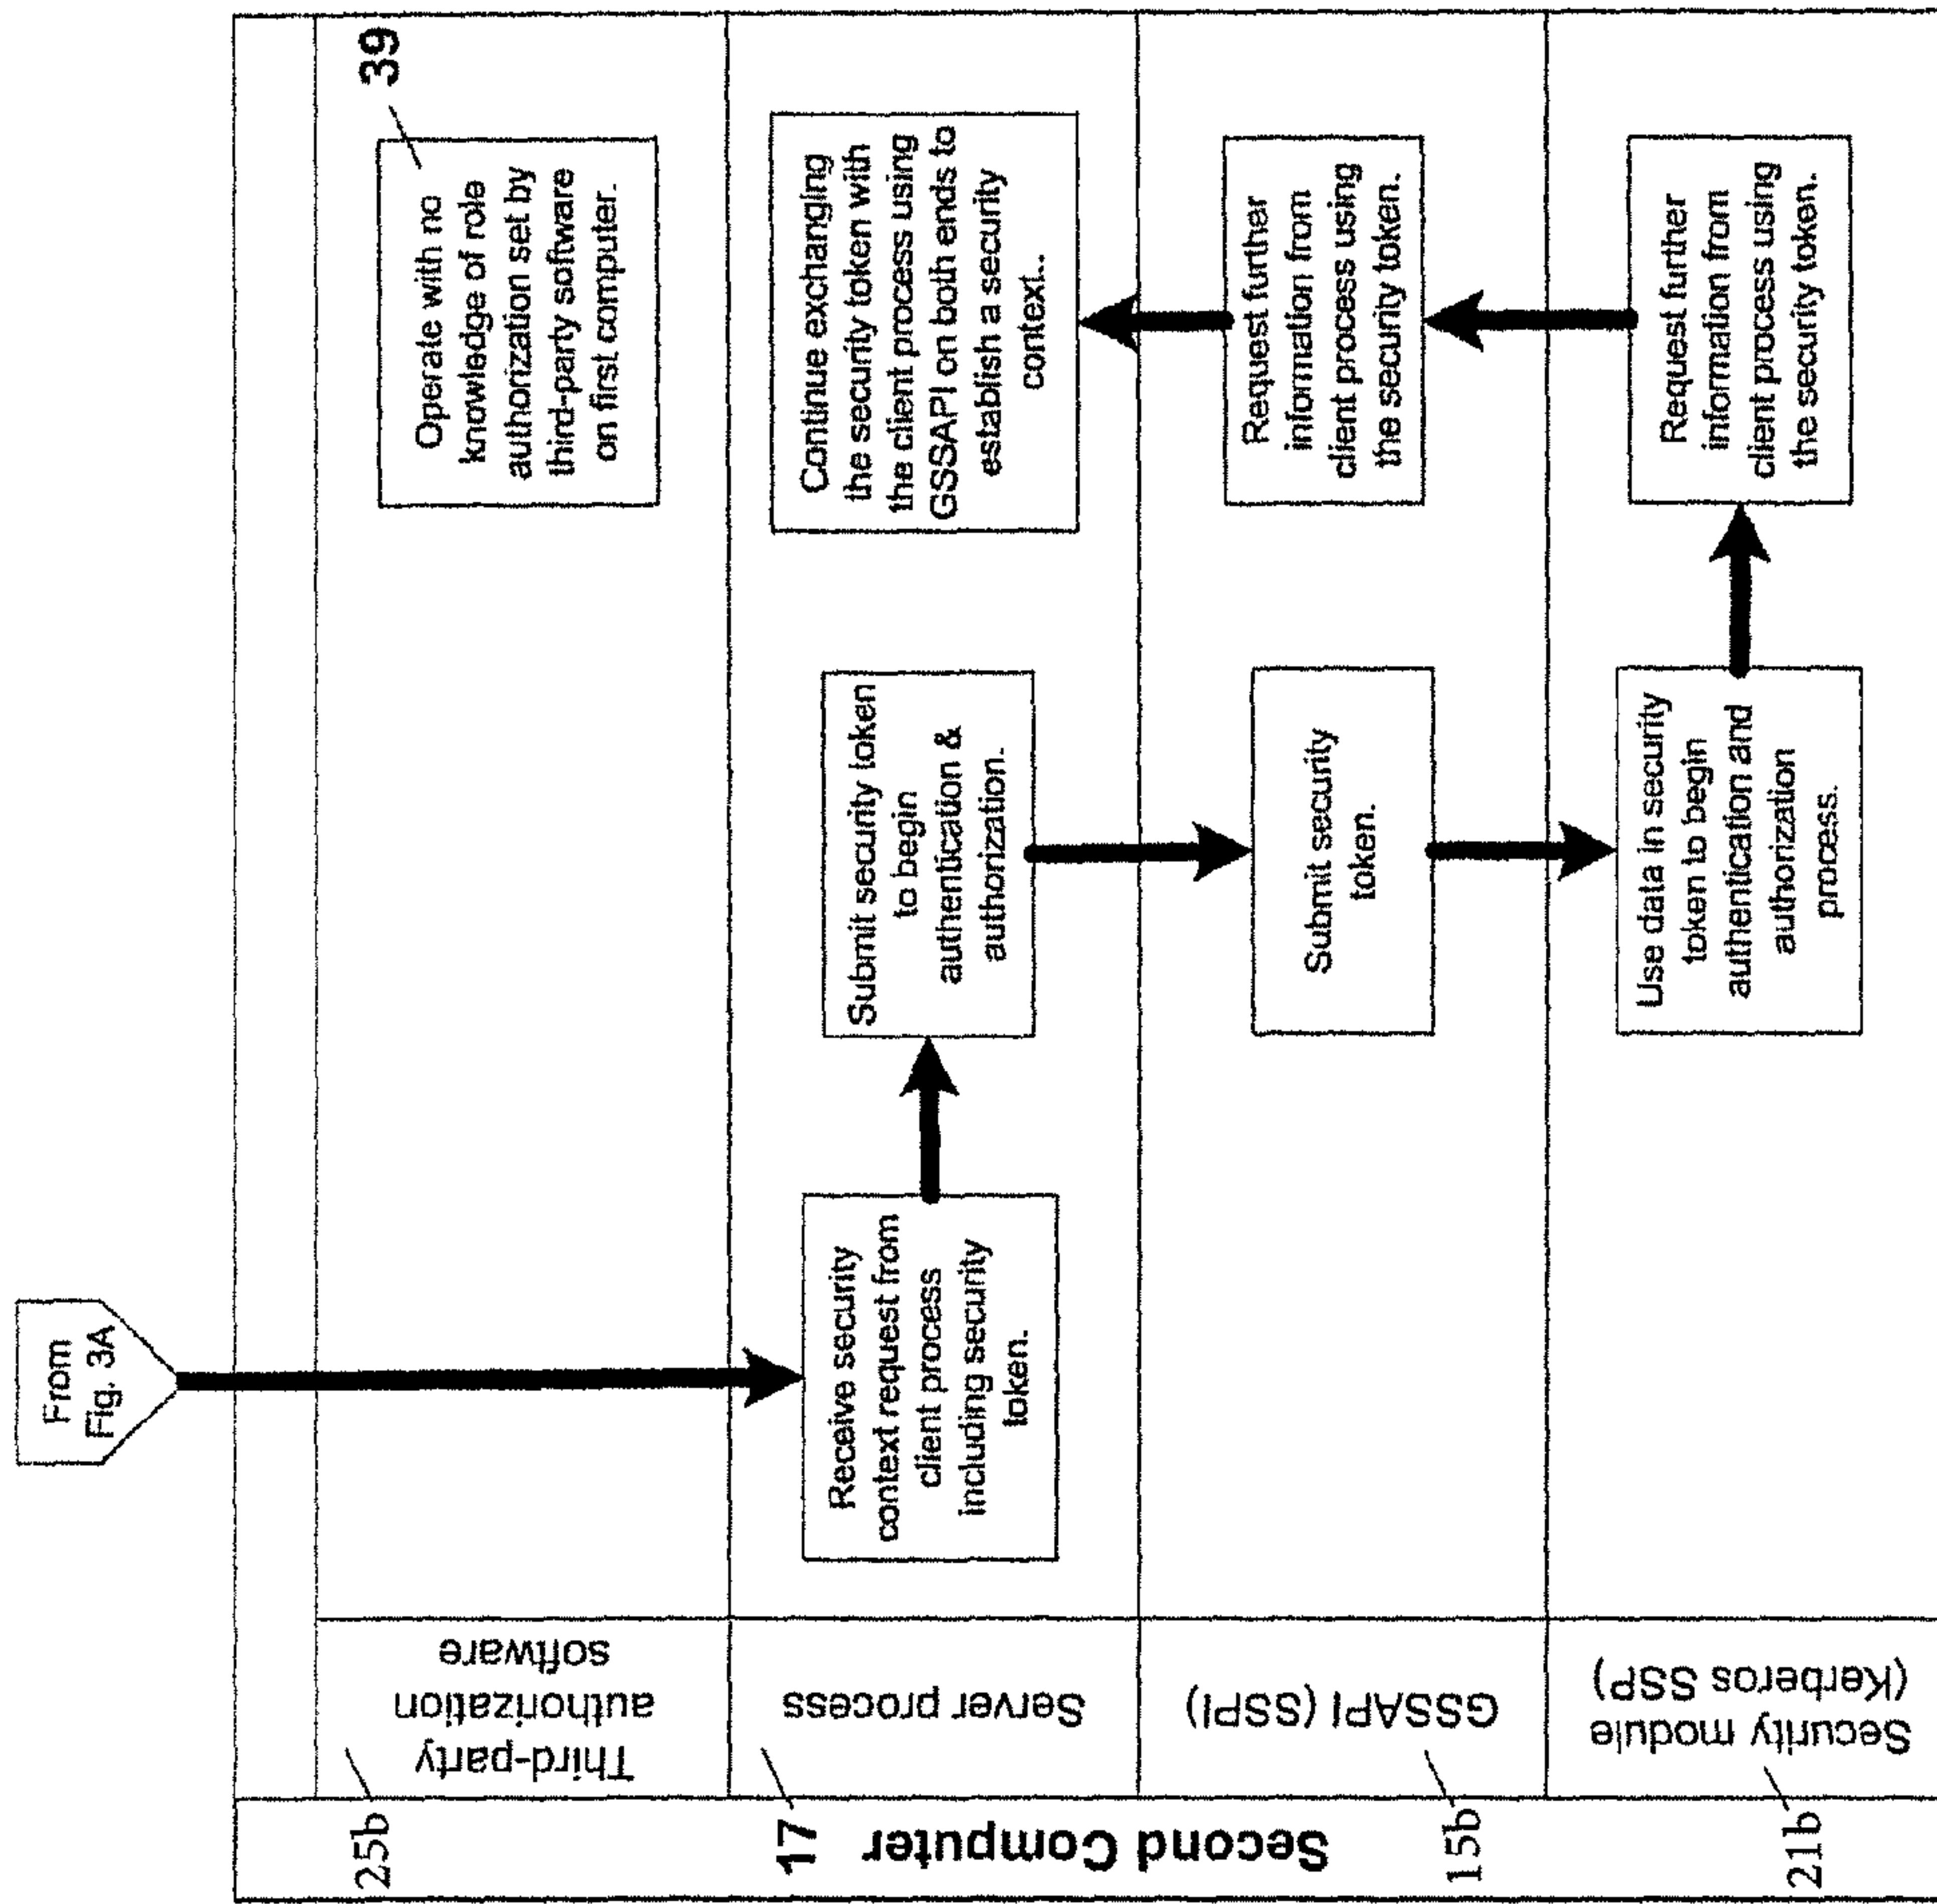 From
Fig. 3A
Second Computer
25b
Third-party
authorization
software
Operate with no
knowledge of role
authorization set by
third-party software
on first computer.
39
17
Server process
Receive security
context request from
client process
including security
token.
Submit security token
to begin
authentication &
authorization.
Continue exchanging
the security token with
the client process using
GSSAPI on both ends to
establish a security
context..
15b
GSSAPI (SSPI)
Submit security
token.
Request further
information from
client process using
the security token.
21b
Security module
(Kerberos SSP)
Use data in security
token to begin
authentication and
authorization
process.
Request further
information from
client process using
the security token.